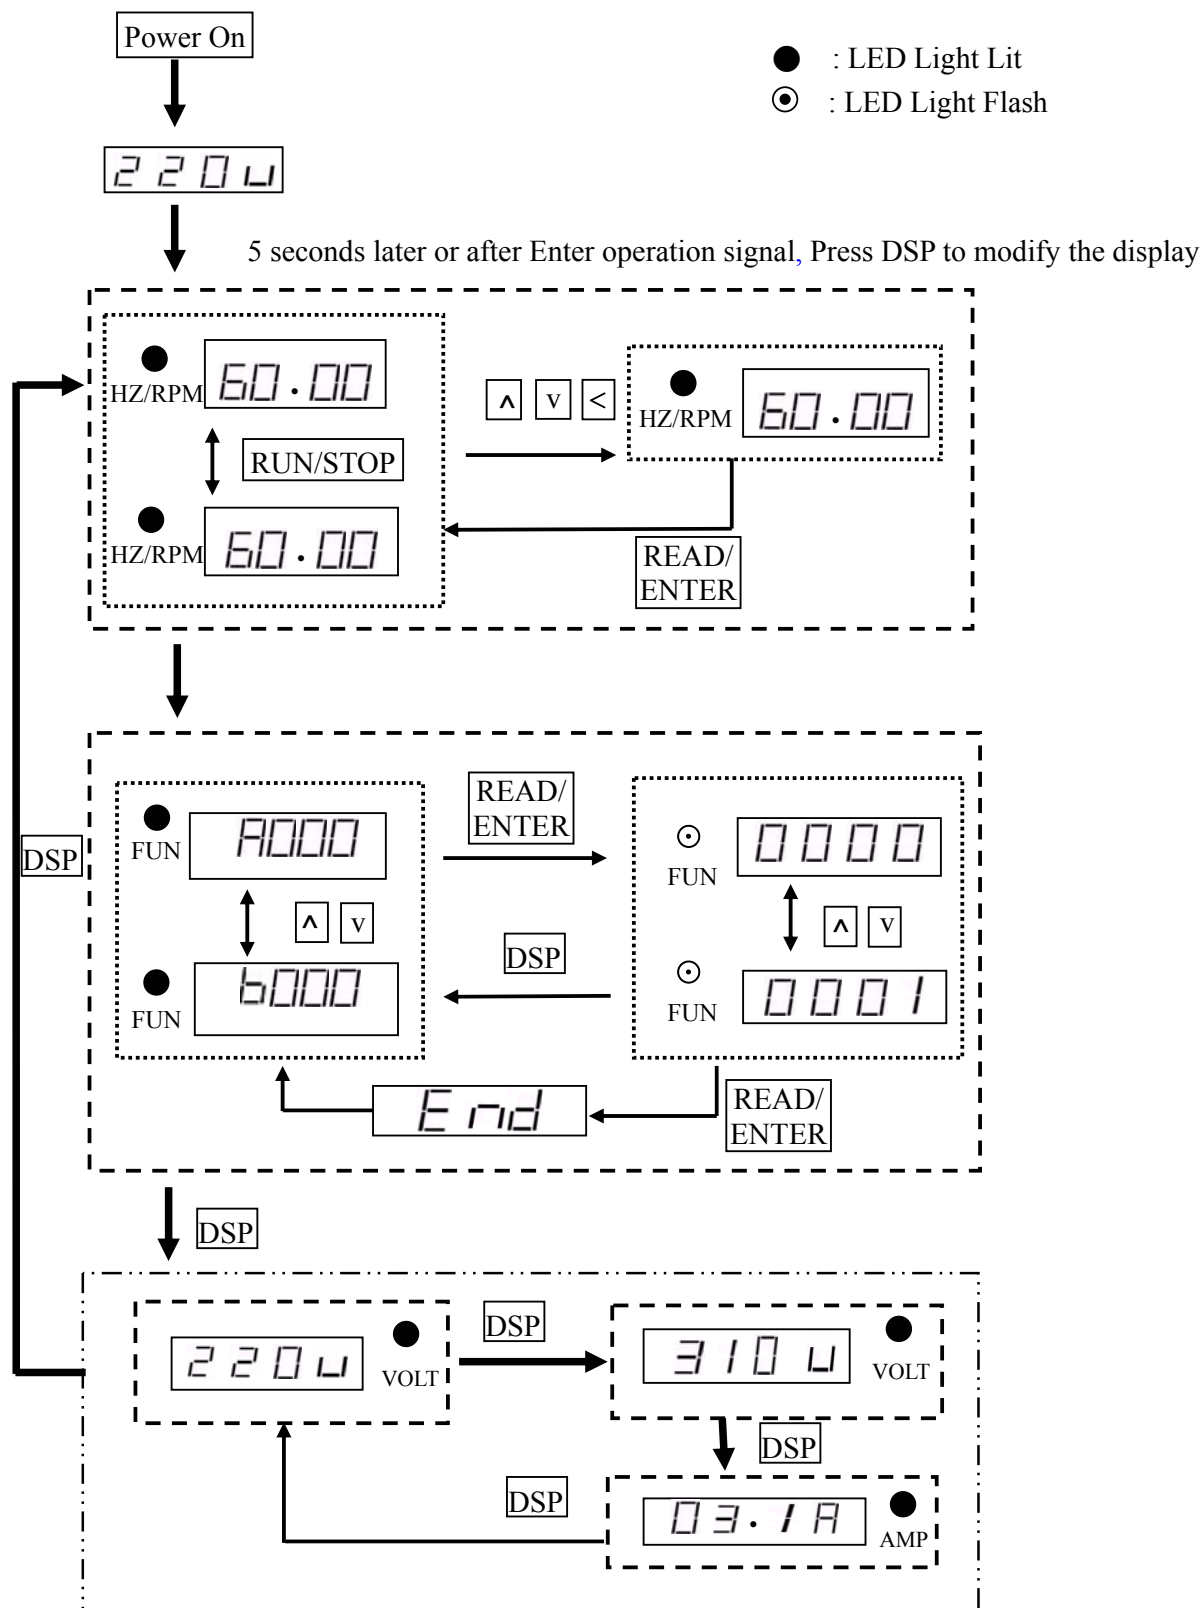 Power On
: LED Light Lit
: LED Light Flash
220u
5 seconds later or after Enter operation signal, Press DSP to modify the display
HZ/RPM 60.00
RUN/STOP
HZ/RPM 60.00
^ v <
HZ/RPM 60.00
READ/
ENTER
DSP
FUN A000
^ v
FUN b000
READ/
ENTER
DSP
FUN 0000
^ v
FUN 0001
End
READ/
ENTER
DSP
220u VOLT
DSP
310u VOLT
DSP
03.1A AMP
DSP